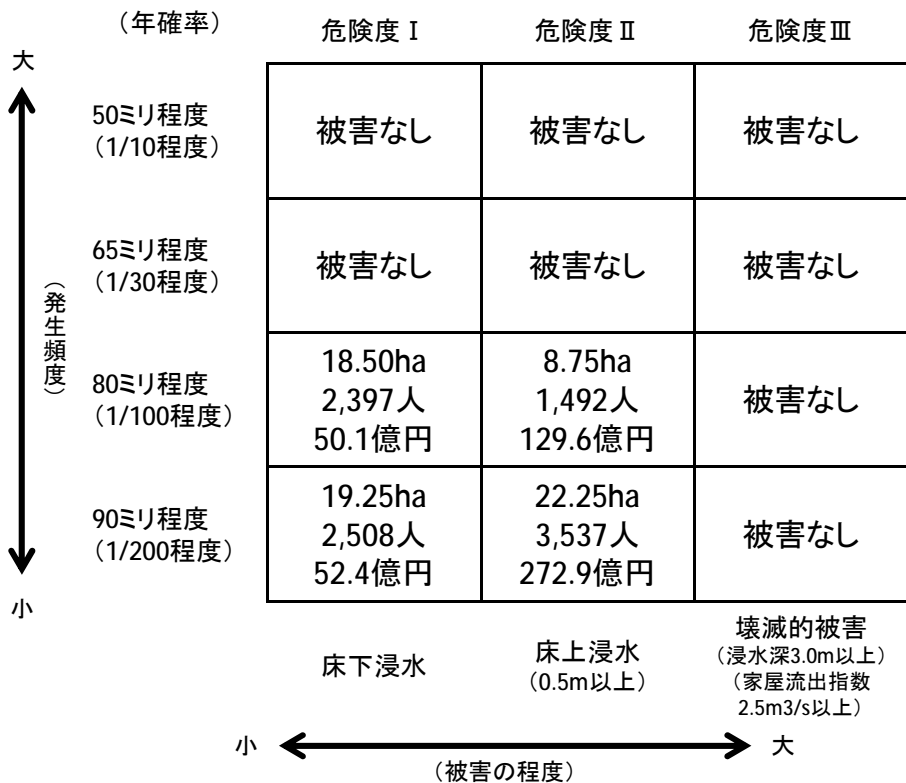 （年確率）
危険度Ⅰ
危険度Ⅱ
危険度Ⅲ
大
50ミリ程度
（1/10程度）
被害なし
被害なし
被害なし
65ミリ程度
（1/30程度）
被害なし
被害なし
被害なし
（発生頻度）
80ミリ程度
（1/100程度）
18.50ha
2,397人
50.1億円
8.75ha
1,492人
129.6億円
被害なし
90ミリ程度
（1/200程度）
19.25ha
2,508人
52.4億円
22.25ha
3,537人
272.9億円
被害なし
小
床下浸水
床上浸水
（0.5m以上）
壊滅的被害
（浸水深3.0m以上）
（家屋流出指数
2.5m3/s以上）
小
大
（被害の程度）